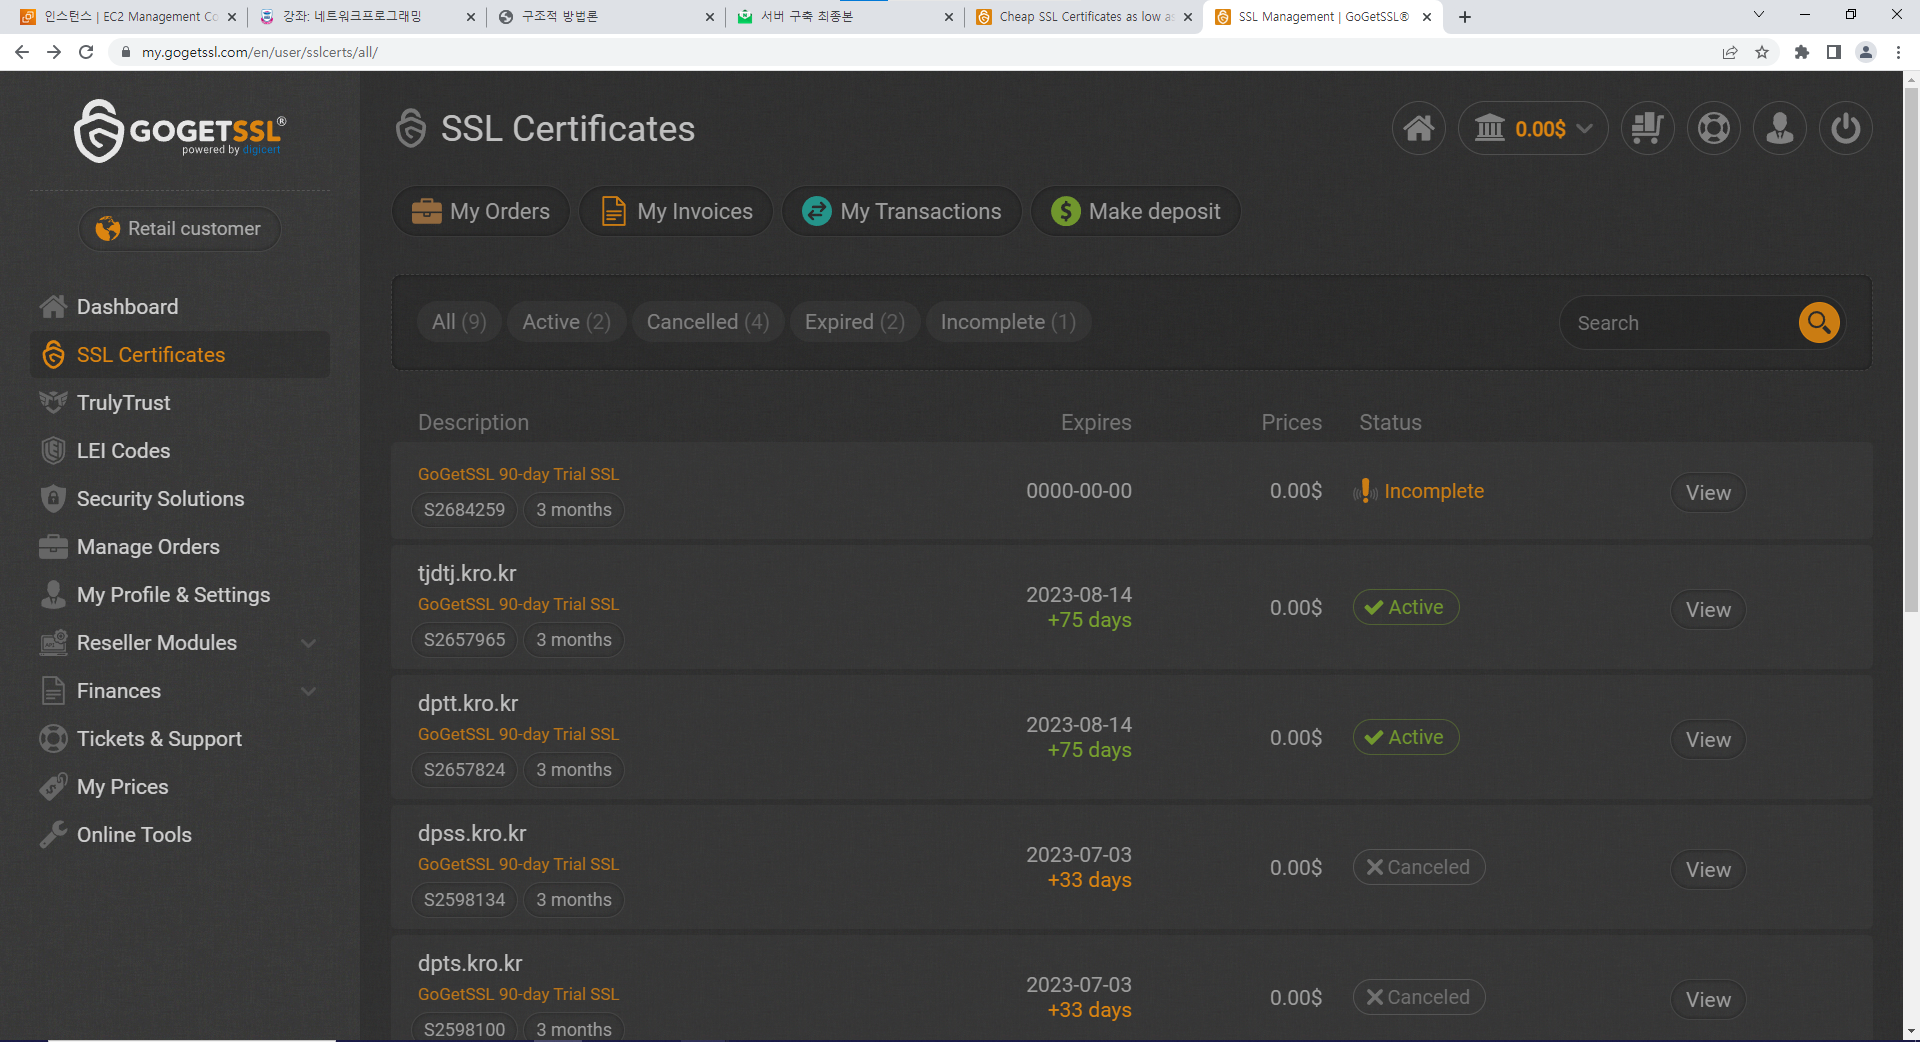 인스턴스 | EC2 Management Co
강좌: 네트워크프로그래밍
구조적 방법론
서버 구축 최종본
Cheap SSL Certificates as low as
SSL Management | GoGetSSL®
my.gogetssl.com/en/user/sslcerts/all/
GOGETSSL®
powered by digicert
SSL Certificates
0.00$
Retail customer
My Orders
My Invoices
My Transactions
Make deposit
Dashboard
SSL Certificates
TrulyTrust
LEI Codes
Security Solutions
Manage Orders
My Profile & Settings
Reseller Modules
Finances
Tickets & Support
My Prices
Online Tools
All (9)
Active (2)
Cancelled (4)
Expired (2)
Incomplete (1)
Search
Description Expires Prices Status
GoGetSSL 90-day Trial SSL
S2684259 3 months
0000-00-00
0.00$
Incomplete
View
tjdtj.kro.kr
GoGetSSL 90-day Trial SSL
S2657965 3 months
2023-08-14
+75 days
0.00$
Active
View
dptt.kro.kr
GoGetSSL 90-day Trial SSL
S2657824 3 months
2023-08-14
+75 days
0.00$
Active
View
dpss.kro.kr
GoGetSSL 90-day Trial SSL
S2598134 3 months
2023-07-03
+33 days
0.00$
Canceled
View
dpts.kro.kr
GoGetSSL 90-day Trial SSL
S2598100 3 months
2023-07-03
+33 days
0.00$
Canceled
View